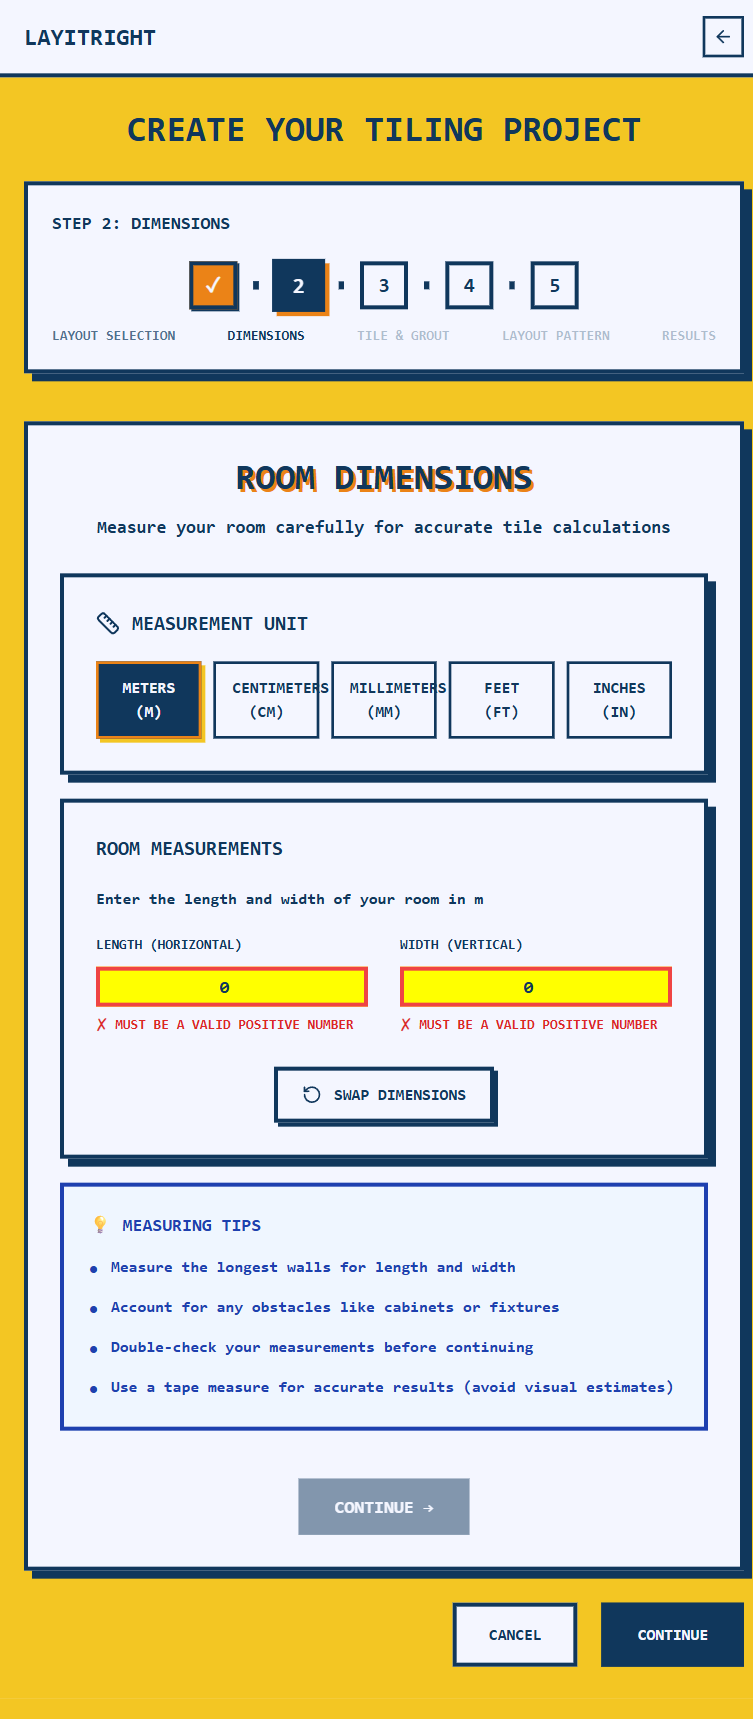 LAYITRIGHT
←
CREATE YOUR TILING PROJECT
STEP 2: DIMENSIONS
✓ 2 3 4 5
LAYOUT SELECTION DIMENSIONS TILE & GROUT LAYOUT PATTERN RESULTS
ROOM DIMENSIONS
Measure your room carefully for accurate tile calculations
MEASUREMENT UNIT
METERS CENTIMETERS MILLIMETERS FEET INCHES
(M) (CM) (MM) (FT) (IN)
ROOM MEASUREMENTS
Enter the length and width of your room in m
LENGTH (HORIZONTAL) WIDTH (VERTICAL)
0 0
✗ MUST BE A VALID POSITIVE NUMBER ✗ MUST BE A VALID POSITIVE NUMBER
SWAP DIMENSIONS
💡 MEASURING TIPS
● Measure the longest walls for length and width
● Account for any obstacles like cabinets or fixtures
● Double-check your measurements before continuing
● Use a tape measure for accurate results (avoid visual estimates)
CONTINUE →
CANCEL CONTINUE